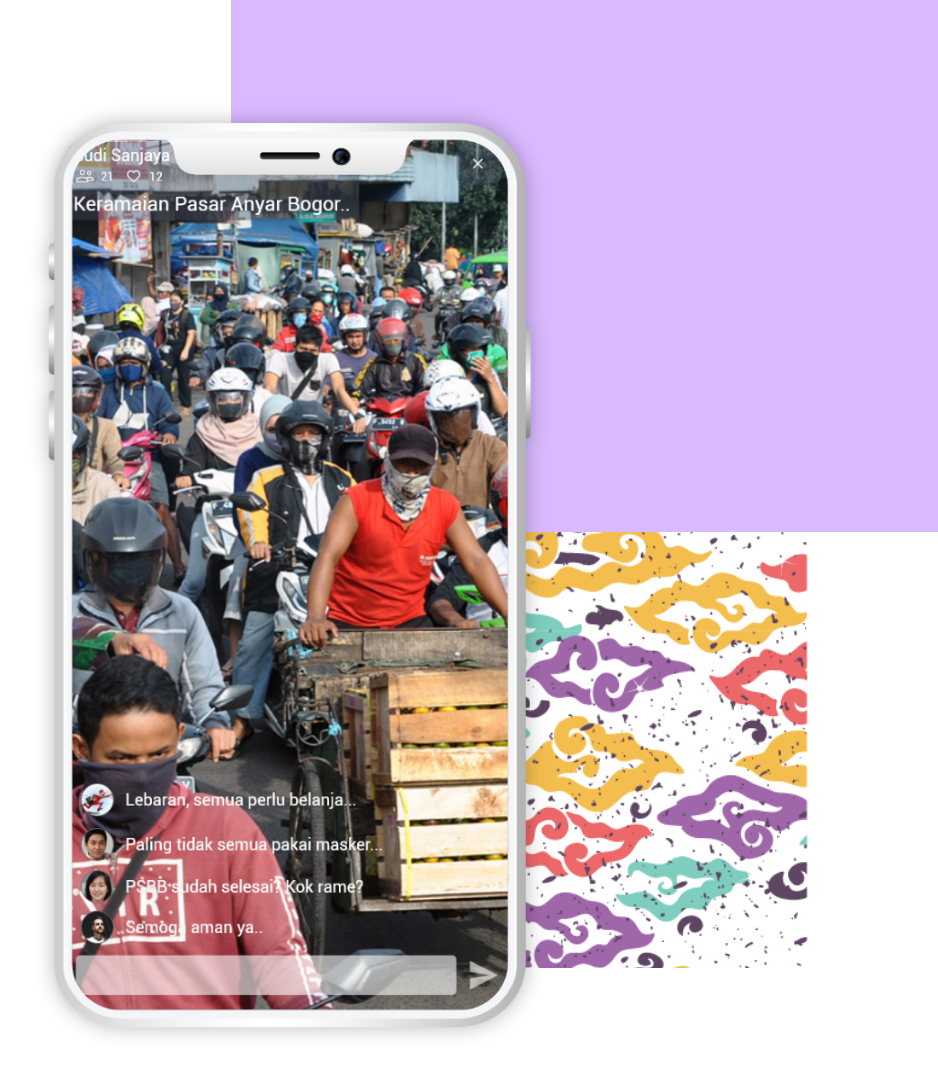 udi Sanjaya
21 12
Keramaian Pasar Anyar Bogor..
Lebaran, semua perlu belanja...
Paling tidak semua pakai masker...
PSBB sudah selesai? Kok rame?
Semoga aman ya..